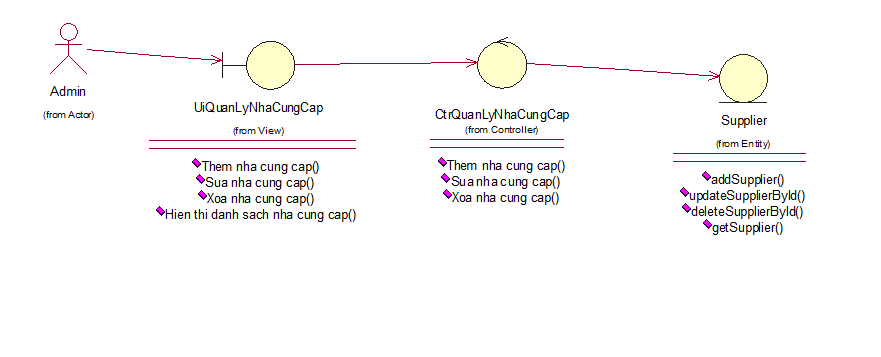 Admin
(from Actor)
UiQuanLyNhaCungCap
(from View)
Them nha cung cap()
Sua nha cung cap()
Xoa nha cung cap()
Hien thi danh sach nha cung cap()
CtrQuanLyNhaCungCap
(from Controller)
Them nha cung cap()
Sua nha cung cap()
Xoa nha cung cap()
Supplier
(from Entity)
addSupplier()
updateSupplierById()
deleteSupplierById()
getSupplier()